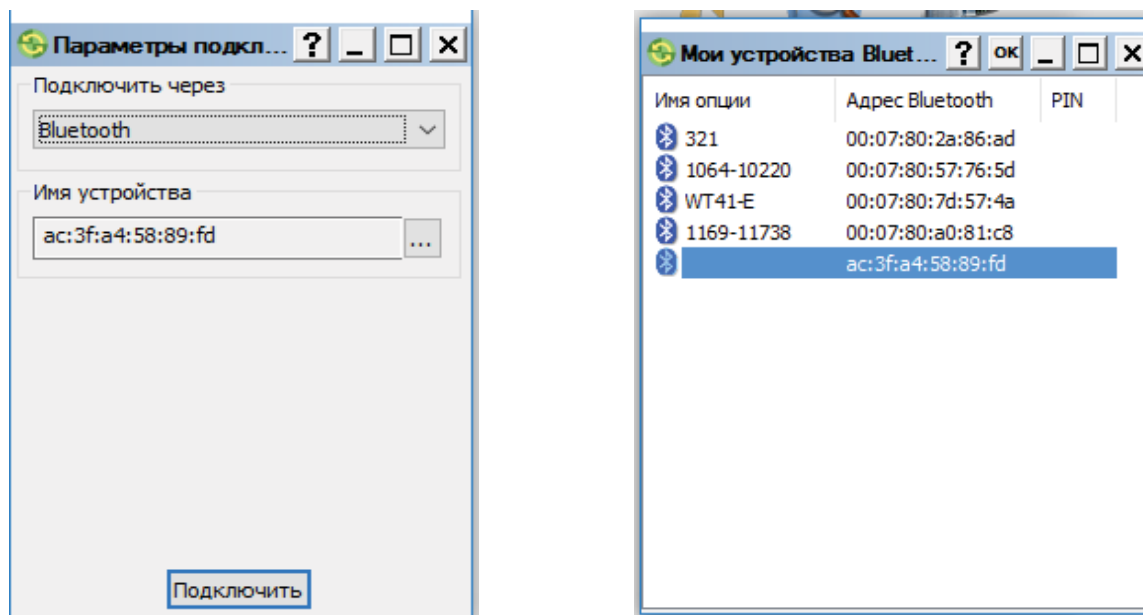 Параметры подкл... ? _ □ X
Подключить через
Bluetooth
Имя устройства
ac:3f:a4:58:89:fd ...
Подключить
Мои устройства Bluet... ? ок _ □ X
Имя опции Адрес Bluetooth PIN
321 00:07:80:2a:86:ad
1064-10220 00:07:80:57:76:5d
WT41-E 00:07:80:7d:57:4a
1169-11738 00:07:80:a0:81:c8
ac:3f:a4:58:89:fd